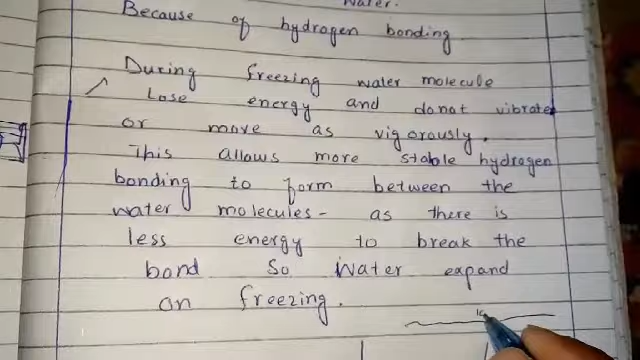 Water.
Because of hydrogen bonding
During freezing water molecule
Lose energy and donot vibrate
or move as vigorously.
This allows more stable hydrogen
bonding to form between the
water molecules - as there is
less energy to break the
bond So Water expand
on freezing.